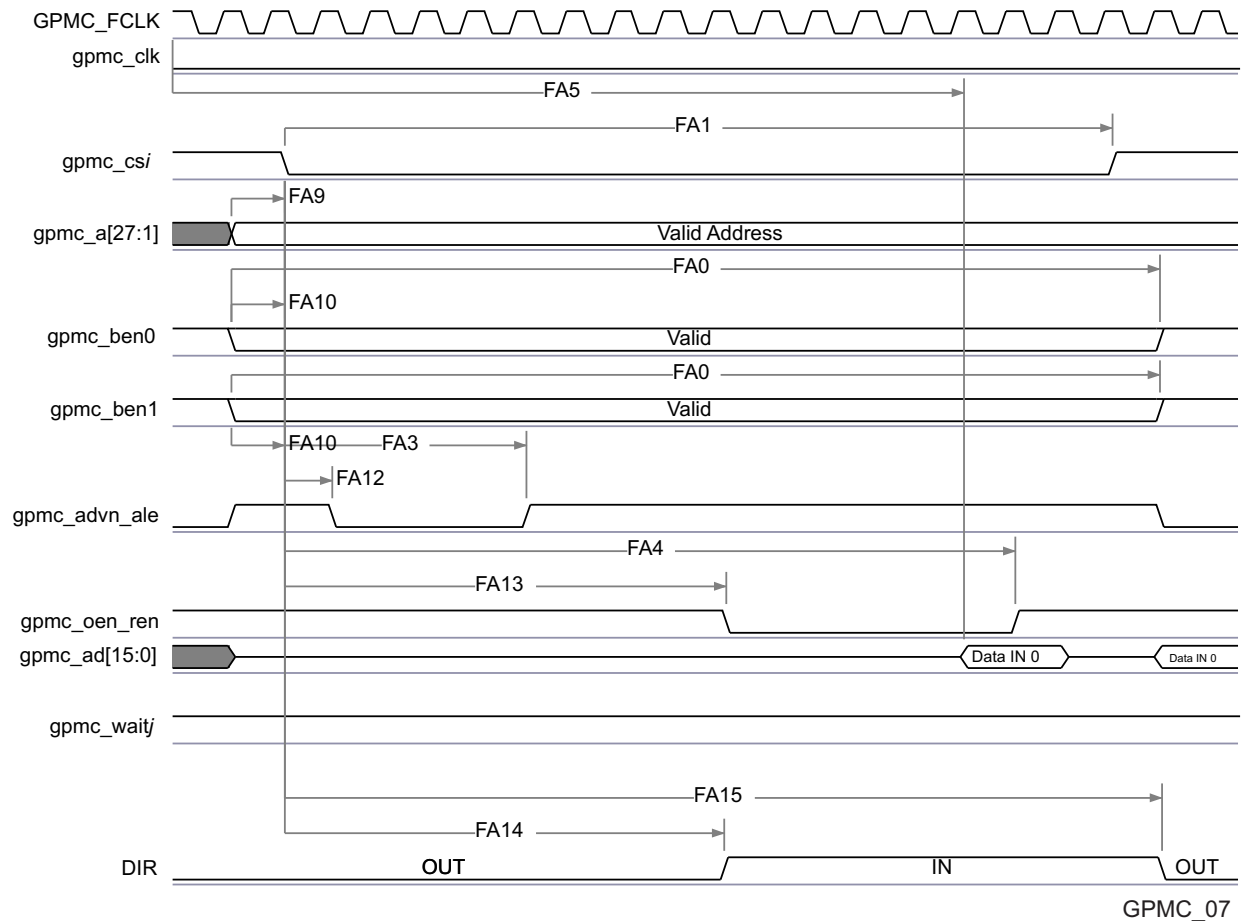 GPMC_FCLK
gpmc_clk
FA5
FA1
gpmc_csi
FA9
gpmc_a[27:1] Valid Address
FA0
FA10
gpmc_ben0 Valid
FA0
gpmc_ben1 Valid
FA10 FA3
FA12
gpmc_advn_ale
FA4
FA13
gpmc_oen_ren
gpmc_ad[15:0] Data IN 0 Data IN 0
gpmc_waitj
FA15
FA14
DIR OUT IN OUT
GPMC_07